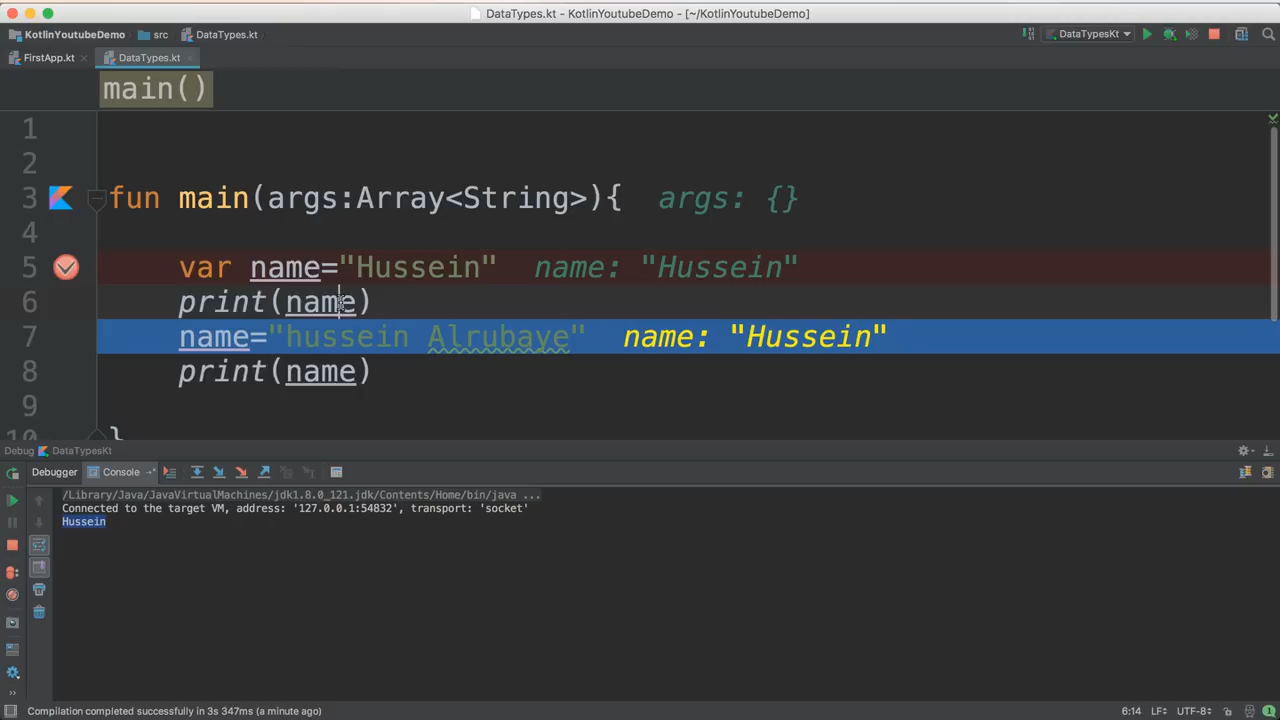 DataTypes.kt - KotlinYoutubeDemo - [~/KotlinYoutubeDemo]
KotlinYoutubeDemo src DataTypes.kt DataTypesKt
FirstApp.kt DataTypes.kt
main()
1
2
3 fun main(args:Array<String>){ args: {}
4
5 var name="Hussein" name: "Hussein"
6 print(name)
7 name="hussein Alrubaye" name: "Hussein"
8 print(name)
9
10 }
Debug DataTypesKt
Debugger Console
/Library/Java/JavaVirtualMachines/jdk1.8.0_121.jdk/Contents/Home/bin/java ...
Connected to the target VM, address: '127.0.0.1:54832', transport: 'socket'
Hussein
Compilation completed successfully in 3s 347ms (a minute ago) 6:14 LF÷ UTF-8÷ 1